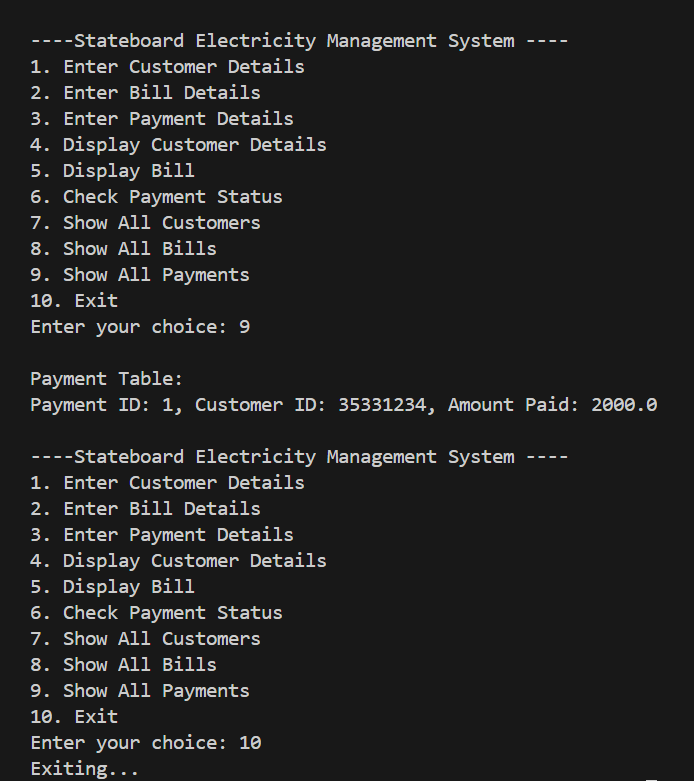 ----Stateboard Electricity Management System ----
1. Enter Customer Details
2. Enter Bill Details
3. Enter Payment Details
4. Display Customer Details
5. Display Bill
6. Check Payment Status
7. Show All Customers
8. Show All Bills
9. Show All Payments
10. Exit
Enter your choice: 9
Payment Table:
Payment ID: 1, Customer ID: 35331234, Amount Paid: 2000.0
----Stateboard Electricity Management System ----
1. Enter Customer Details
2. Enter Bill Details
3. Enter Payment Details
4. Display Customer Details
5. Display Bill
6. Check Payment Status
7. Show All Customers
8. Show All Bills
9. Show All Payments
10. Exit
Enter your choice: 10
Exiting...